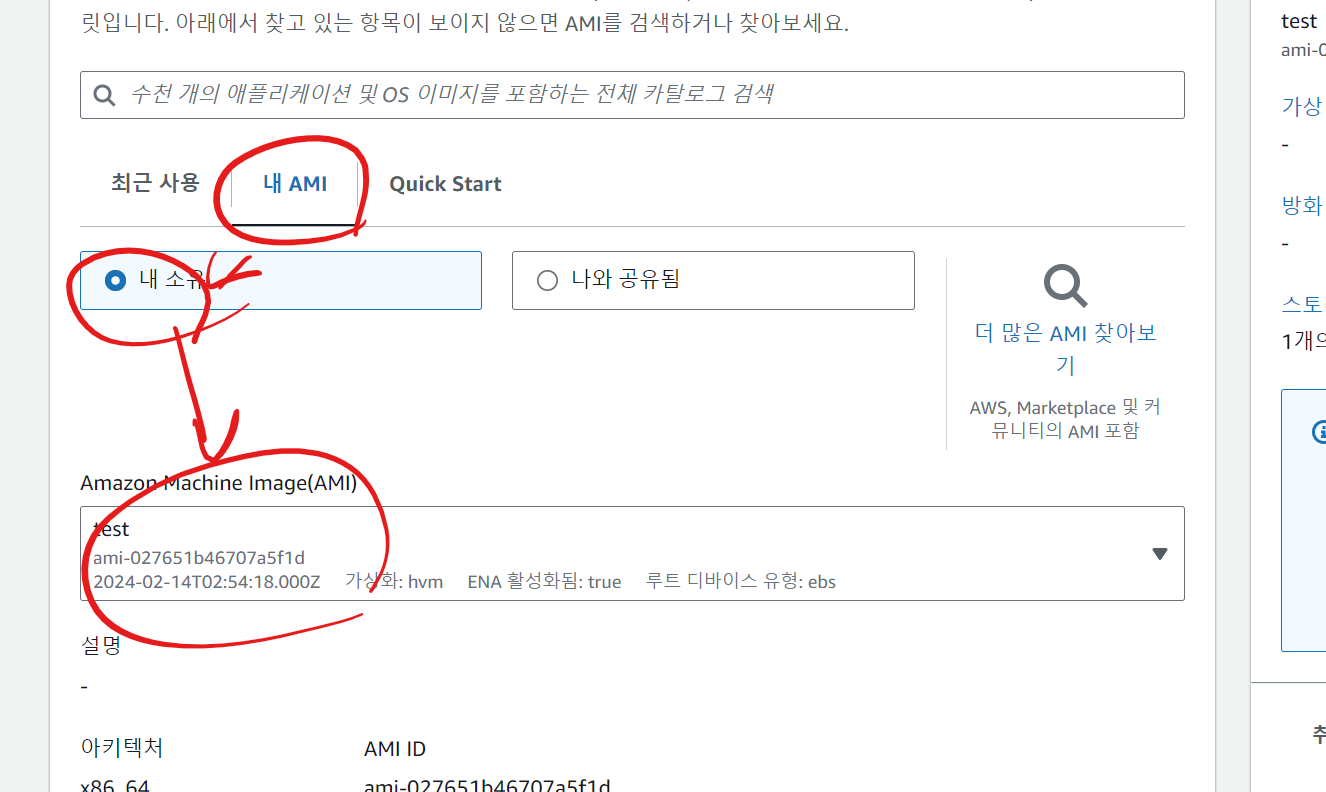 릿입니다. 아래에서 찾고 있는 항목이 보이지 않으면 AMI를 검색하거나 찾아보세요.
수천 개의 애플리케이션 및 OS 이미지를 포함하는 전체 카탈로그 검색
최근 사용
내 AMI
Quick Start
내 소유
나와 공유됨
더 많은 AMI 찾아보
기
AWS, Marketplace 및 커
뮤니티의 AMI 포함
Amazon Machine Image(AMI)
test
ami-027651b46707a5f1d
2024-02-14T02:54:18.000Z 가상화: hvm ENA 활성화됨: true 루트 디바이스 유형: ebs
설명
-
아키텍처
AMI ID
x86_64
ami-027651b46707a5f1d
test
ami-0
가상
-
방화
-
스토
1개의
취